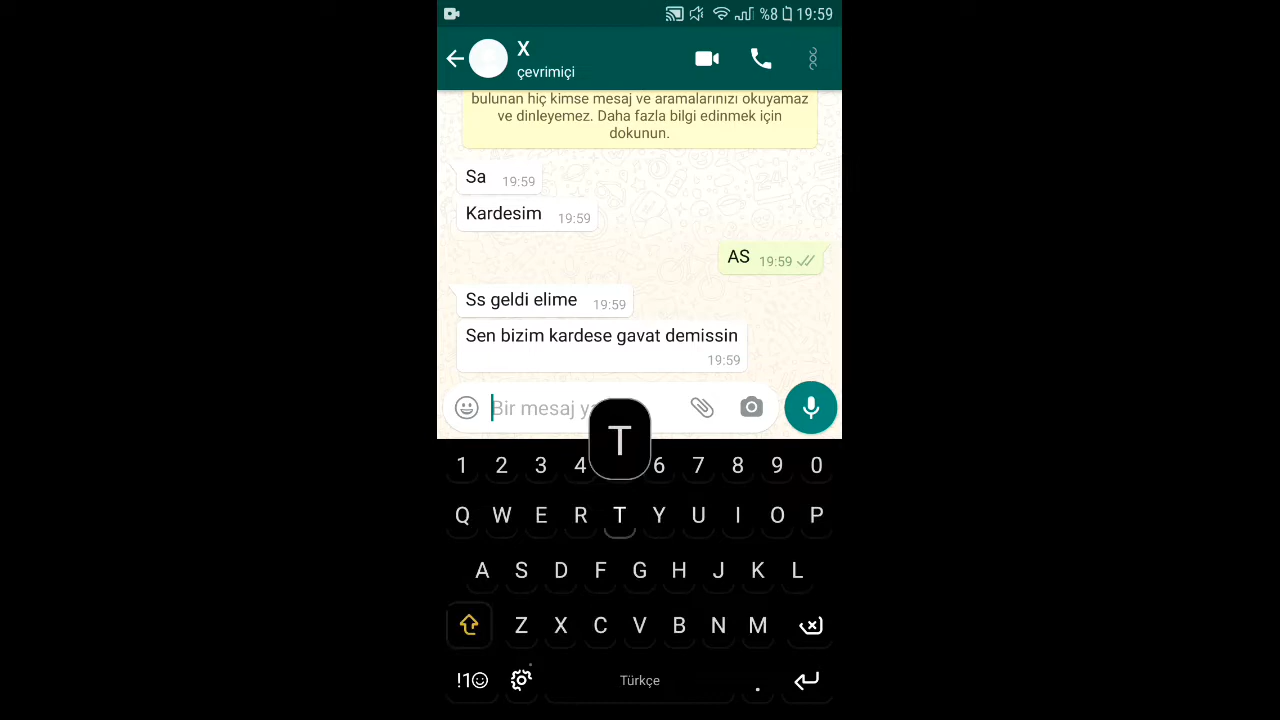 %8 19:59
X
çevrimiçi
bulunan hiç kimse mesaj ve aramalarınızı okuyamaz
ve dinleyemez. Daha fazla bilgi edinmek için
dokunun.
Sa 19:59
Kardesim 19:59
AS 19:59
Ss geldi elime 19:59
Sen bizim kardese gavat demissin
19:59
Bir mesaj
T
1 2 3 4 6 7 8 9 0
Q W E R T Y U I O P
A S D F G H J K L
Z X C V B N M
!1 Türkçe .